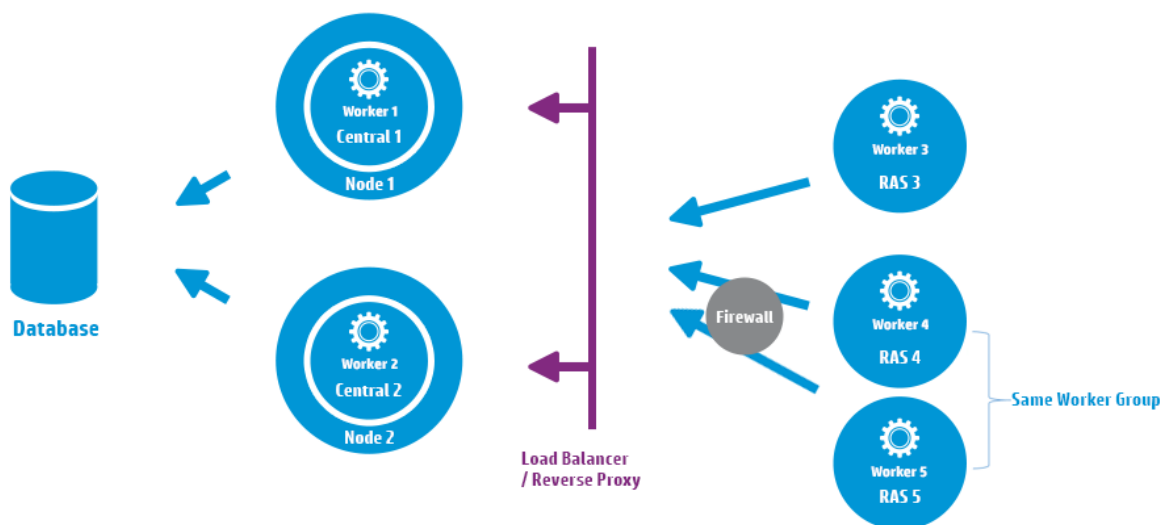 Worker 1
Central 1
Node 1
Database
Worker 2
Central 2
Node 2
Load Balancer
/ Reverse Proxy
Firewall
Worker 3
RAS 3
Worker 4
RAS 4
Same Worker Group
Worker 5
RAS 5